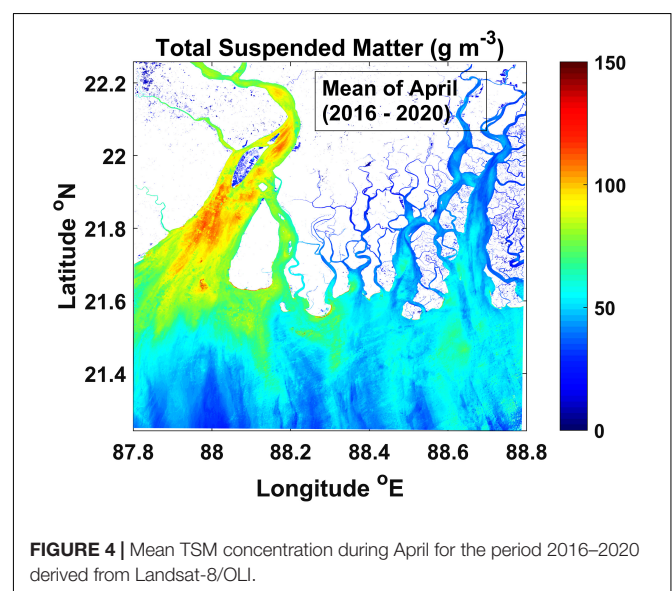 Total Suspended Matter (g m-3)
Mean of April
(2016 - 2020)
22.2
22
21.8
21.6
21.4
Latitude oN
87.8 88 88.2 88.4 88.6 88.8
Longitude oE
150
100
50
0
FIGURE 4 | Mean TSM concentration during April for the period 2016–2020
derived from Landsat-8/OLI.